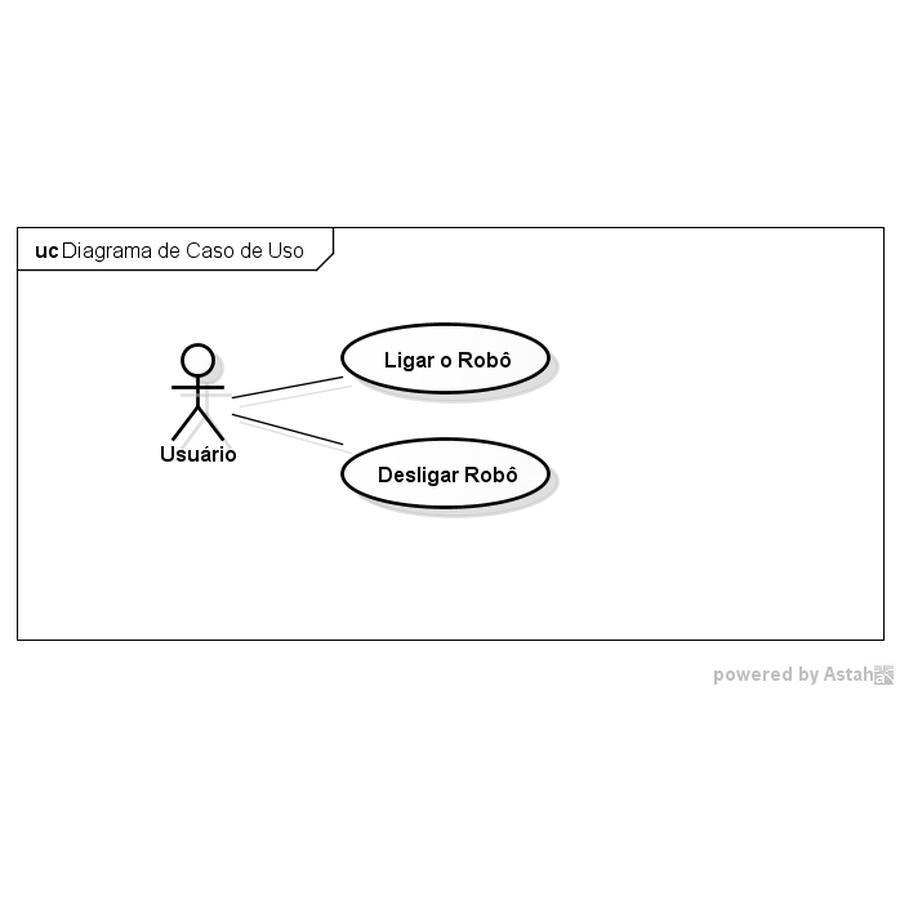 uc Diagrama de Caso de Uso
Ligar o Robô
Usuário
Desligar Robô
powered by Astah